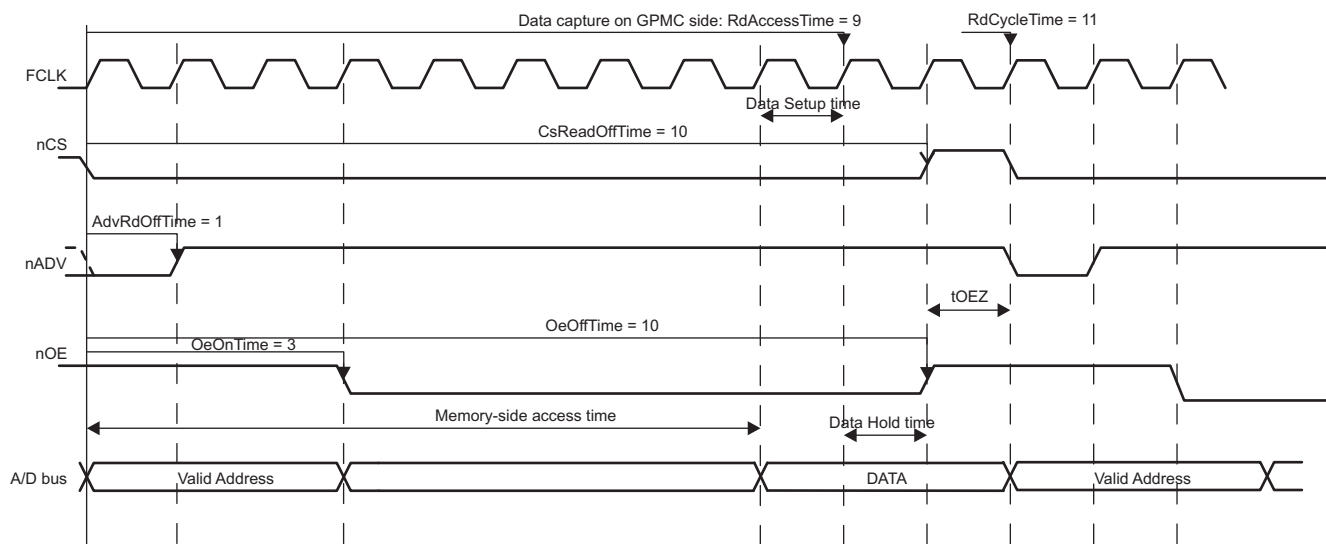 Data capture on GPMC side: RdAccessTime = 9
RdCycleTime = 11
FCLK
Data Setup time
CsReadOffTime = 10
nCS
AdvRdOffTime = 1
nADV
tOEZ
OeOffTime = 10
OeOnTime = 3
nOE
Memory-side access time
Data Hold time
A/D bus
Valid Address
DATA
Valid Address